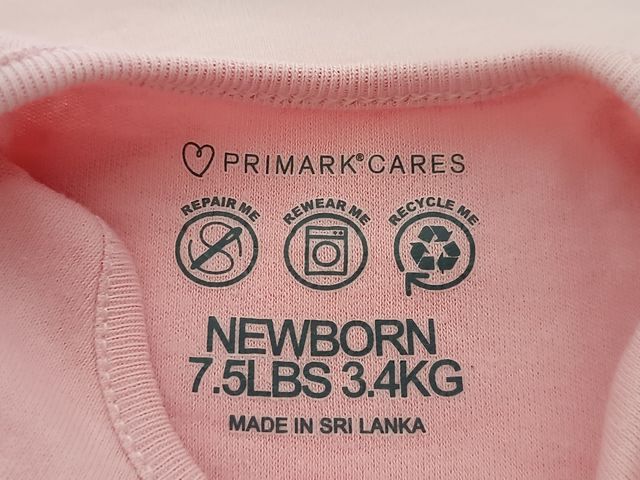 PRIMARK® CARES
REPAIR ME REWEAR ME RECYCLE ME
NEWBORN
7.5LBS 3.4KG
MADE IN SRI LANKA